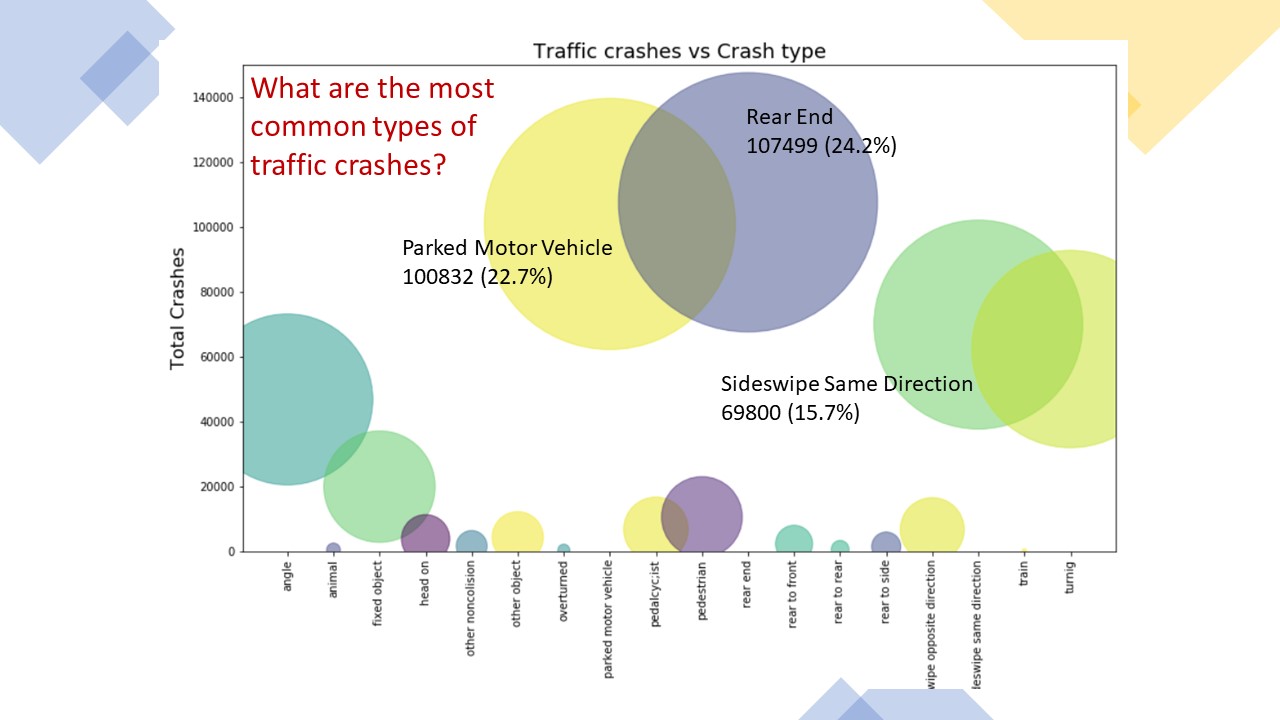 Traffic crashes vs Crash type
What are the most
common types of
traffic crashes?
Rear End
107499 (24.2%)
Parked Motor Vehicle
100832 (22.7%)
Sideswipe Same Direction
69800 (15.7%)
Total Crashes
140000
120000
100000
80000
60000
40000
20000
0
angle
animal
fixed object
head on
other noncolision
other object
overturned
parked motor vehicle
pedalcyc;ist
pedestrian
rear end
rear to front
rear to rear
rear to side
wipe opposite direction
deswipe same direction
train
turnig